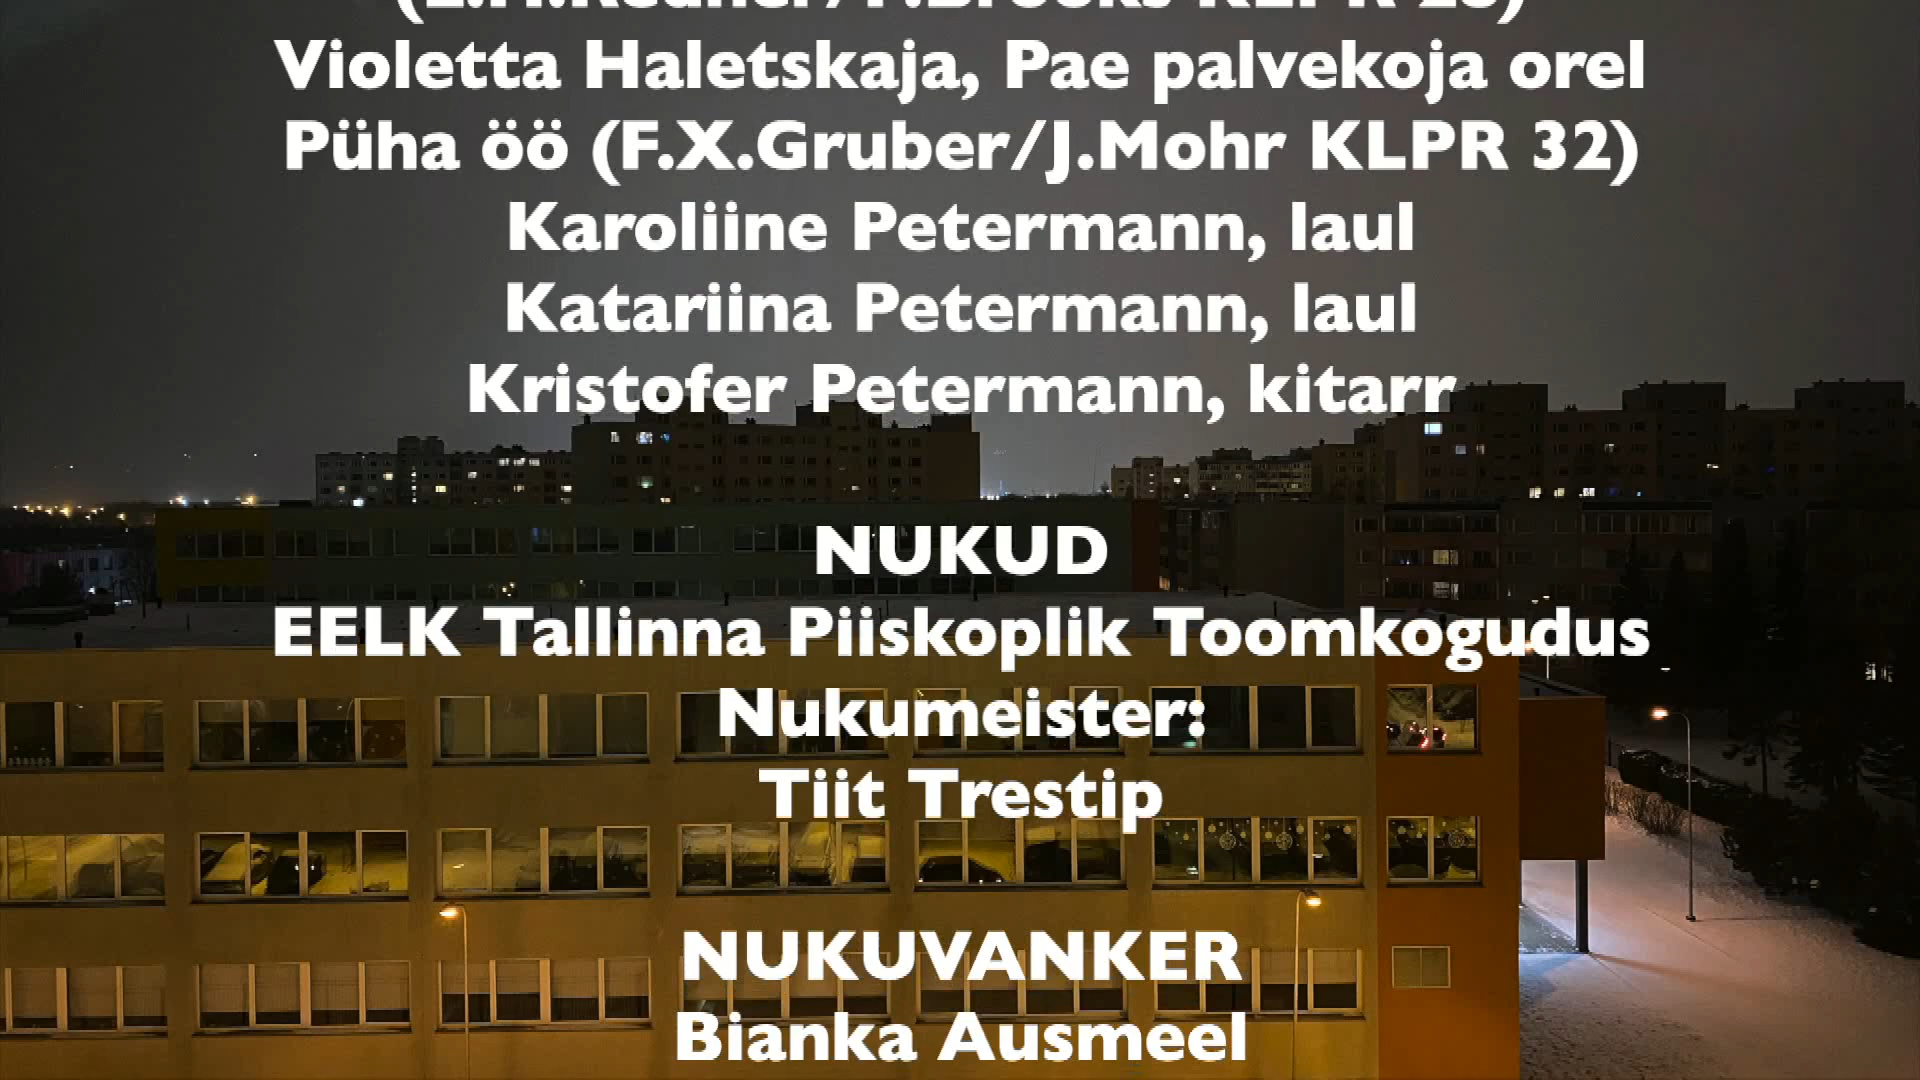 Violetta Haletskaja, Pae palvekoja orel
Püha öö (F.X.Gruber/J.Mohr KLPR 32)
Karoliine Petermann, laul
Katariina Petermann, laul
Kristofer Petermann, kitarr
NUKUD
EELK Tallinna Piiskoplik Toomkogudus
Nukumeister:
Tiit Trestip
NUKUVANKER
Bianka Ausmeel